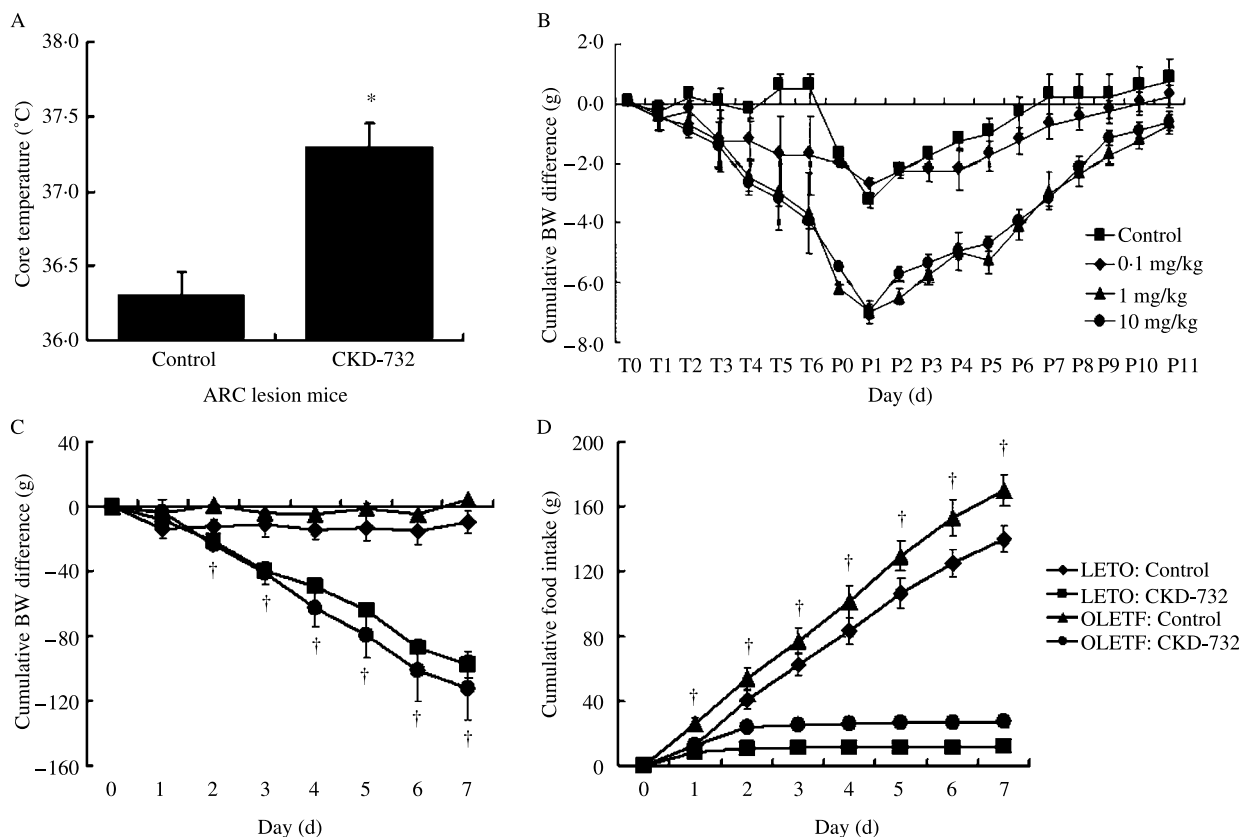 A
Core temperature (˚C)
38·0
37·5
37·0
36·5
36·0
*
Control
CKD-732
ARC lesion mice
B
Cumulative BW difference (g)
2·0
0·0
−2·0
−4·0
−6·0
−8·0
Control
0·1 mg/kg
1 mg/kg
10 mg/kg
T0 T1 T2 T3 T4 T5 T6 P0 P1 P2 P3 P4 P5 P6 P7 P8 P9 P10 P11
Day (d)
C
Cumulative BW difference (g)
40
0
−40
−80
−120
−160
† † † † † †
0 1 2 3 4 5 6 7
Day (d)
D
Cumulative food intake (g)
200
160
120
80
40
0
† † † † † † †
0 1 2 3 4 5 6 7
Day (d)
LETO: Control
LETO: CKD-732
OLETF: Control
OLETF: CKD-732